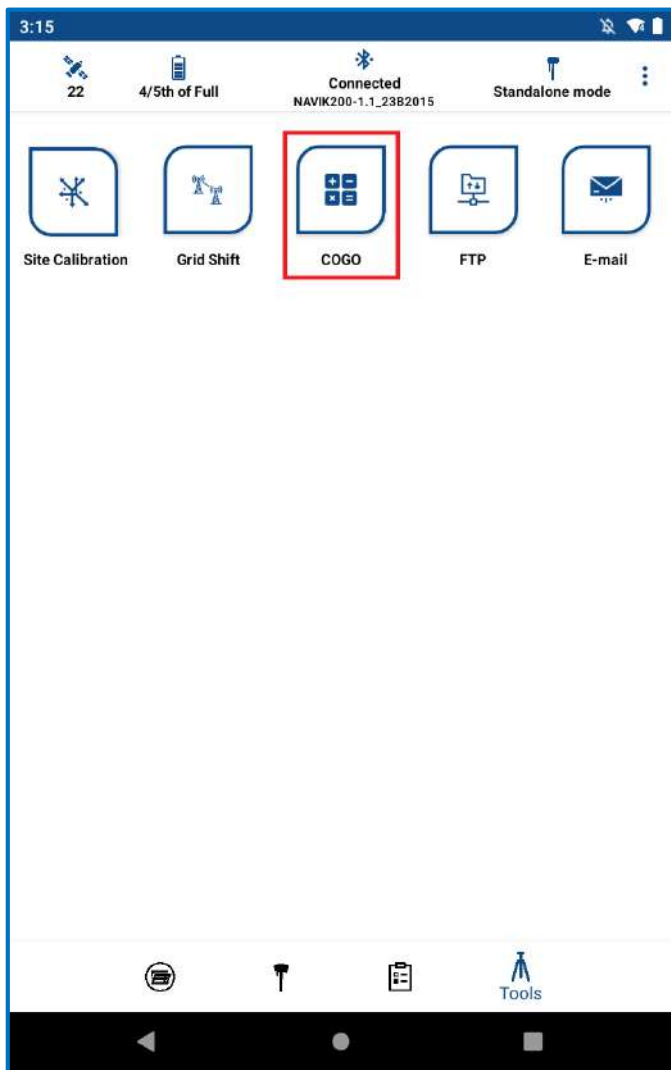 3:15
22
4/5th of Full
Connected
NAVIK200-1.1_23B2015
Standalone mode
Site Calibration
Grid Shift
COGO
FTP
E-mail
Tools